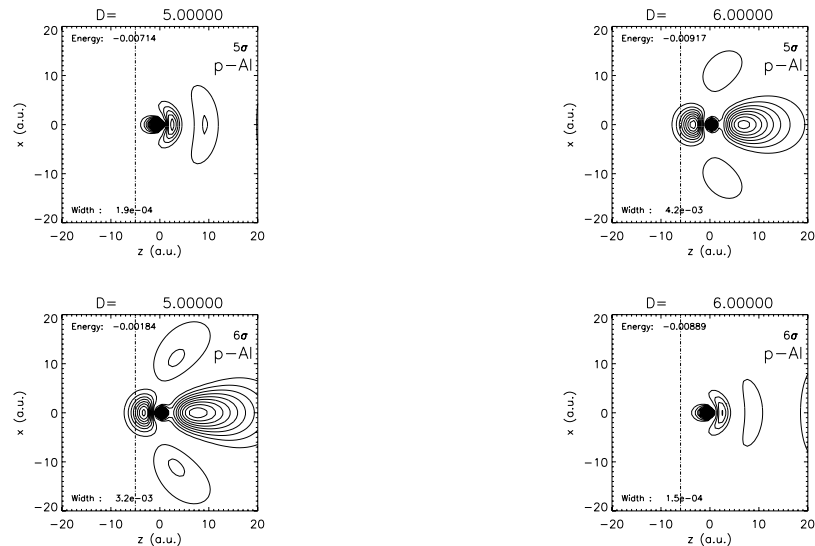 D= 5.00000
Energy: -0.00714
5σ
p-Al
Width : 1.9e-04
20
10
0
-10
-20
x (a.u.)
-20 -10 0 10 20
z (a.u.)
D= 6.00000
Energy: -0.00917
5σ
p-Al
Width : 4.2e-03
20
10
0
-10
-20
x (a.u.)
-20 -10 0 10 20
z (a.u.)
D= 5.00000
Energy: -0.00184
6σ
p-Al
Width : 3.2e-03
20
10
0
-10
-20
x (a.u.)
-20 -10 0 10 20
z (a.u.)
D= 6.00000
Energy: -0.00889
6σ
p-Al
Width : 1.5e-04
20
10
0
-10
-20
x (a.u.)
-20 -10 0 10 20
z (a.u.)